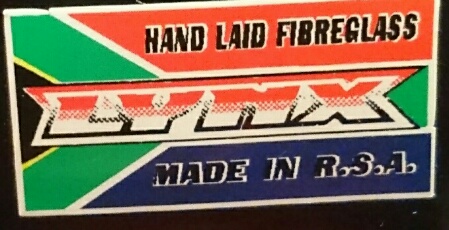 HAND LAID FIBREGLASS
LYNX
MADE IN R.S.A.